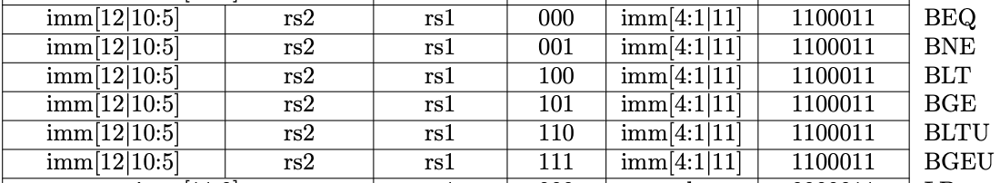 imm[12|10:5] rs2 rs1 000 imm[4:1|11] 1100011 BEQ
imm[12|10:5] rs2 rs1 001 imm[4:1|11] 1100011 BNE
imm[12|10:5] rs2 rs1 100 imm[4:1|11] 1100011 BLT
imm[12|10:5] rs2 rs1 101 imm[4:1|11] 1100011 BGE
imm[12|10:5] rs2 rs1 110 imm[4:1|11] 1100011 BLTU
imm[12|10:5] rs2 rs1 111 imm[4:1|11] 1100011 BGEU